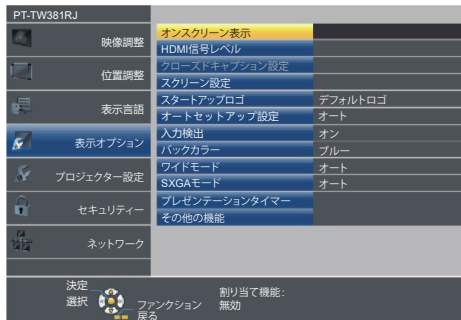 PT-TW381RJ
映像調整
位置調整
表示言語
表示オプション
プロジェクター設定
セキュリティー
ネットワーク
オンスクリーン表示
HDMI信号レベル
クローズドキャプション設定
スクリーン設定
スタートアップロゴ デフォルトロゴ
オートセットアップ設定 オート
入力検出 オン
バックカラー ブルー
ワイドモード オート
SXGAモード オート
プレゼンテーションタイマー
その他の機能
決定
選択
ファンクション
戻る
割り当て機能:
無効